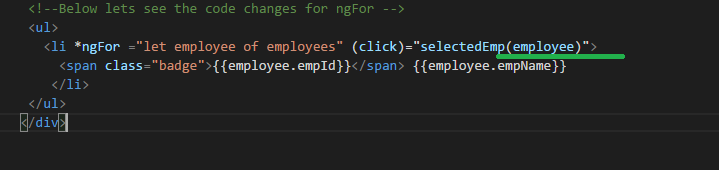 <!--Below lets see the code changes for ngFor -->
<ul>
<li *ngFor ="let employee of employees" (click)="selectedEmp(employee)">
<span class="badge">{{employee.empId}}</span> {{employee.empName}}
</li>
</ul>
</div>